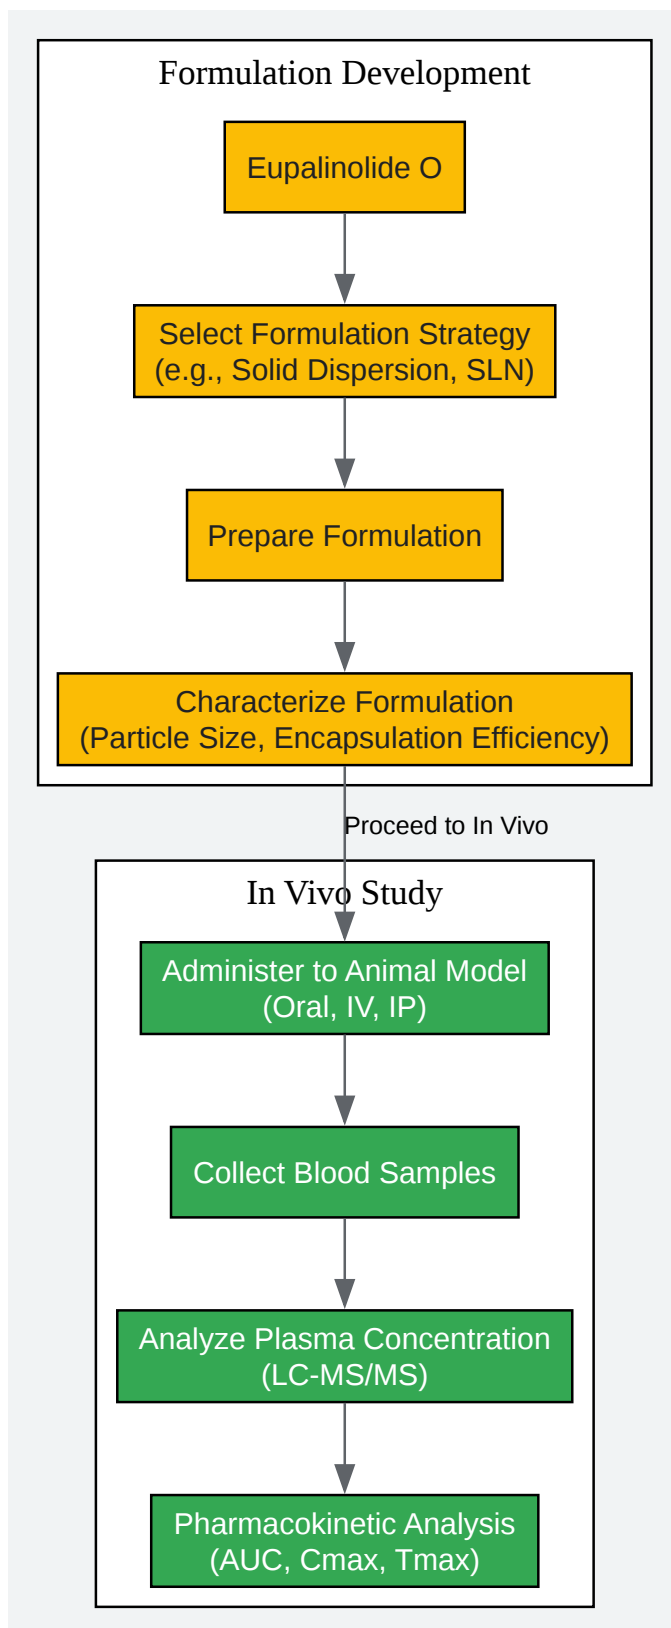 Formulation Development
Eupalinolide O
Select Formulation Strategy
(e.g., Solid Dispersion, SLN)
Prepare Formulation
Characterize Formulation
(Particle Size, Encapsulation Efficiency)
Proceed to In Vivo
In Vivo Study
Administer to Animal Model
(Oral, IV, IP)
Collect Blood Samples
Analyze Plasma Concentration
(LC-MS/MS)
Pharmacokinetic Analysis
(AUC, Cmax, Tmax)